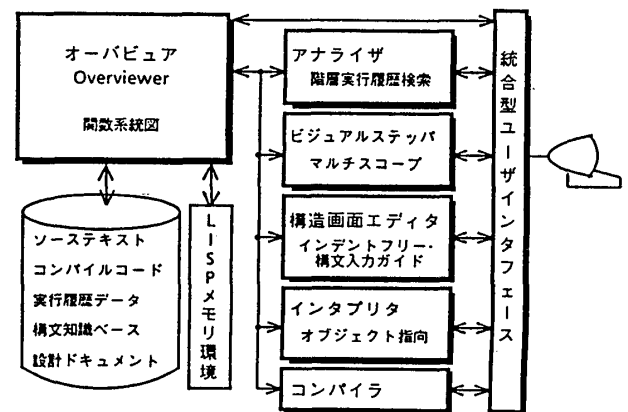 オーバビュア
Overviewer
関数系統図
アナライザ
階層実行履歴検索
ビジュアルステッパ
マルチスコープ
構造画面エディタ
インデントフリー・
構文入力ガイド
インタプリタ
オブジェクト指向
コンパイラ
統合型ユーザインタフェース
ソーステキスト
コンパイルコード
実行履歴データ
構文知識ベース
設計ドキュメント
LISPメモリ環境